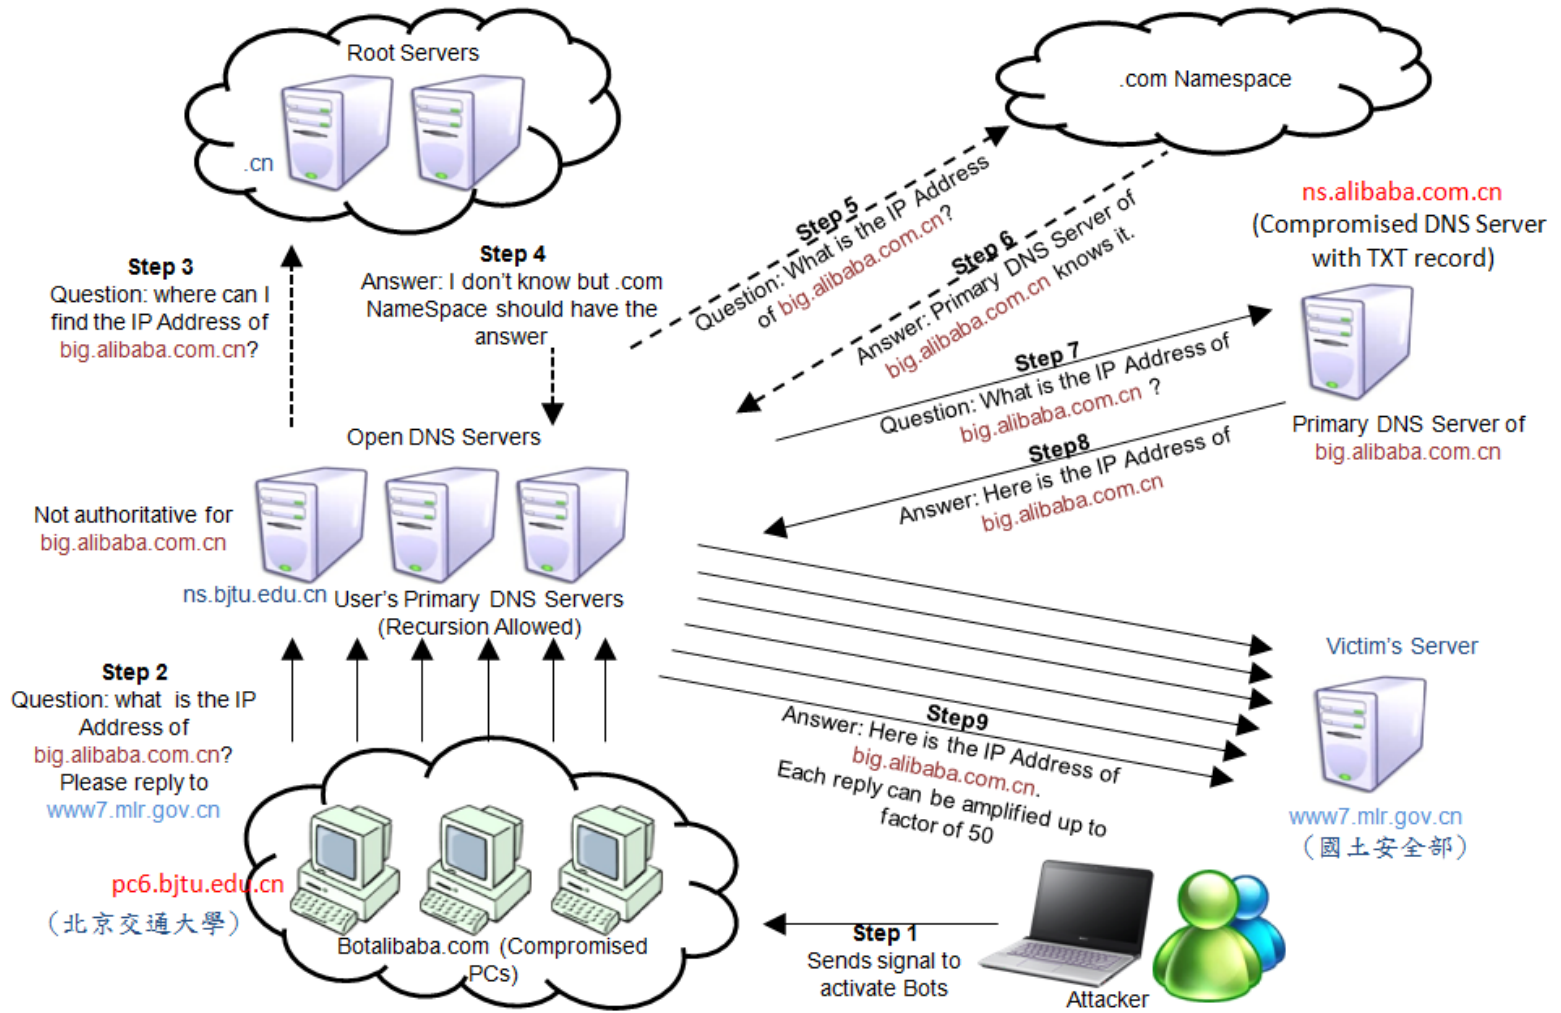 Root Servers
.cn
.com Namespace
Step 3
Question: where can I
find the IP Address of
big.alibaba.com.cn?
Step 4
Answer: I don't know but .com
NameSpace should have the
answer
Step 5
Question: What is the IP Address
of big.alibaba.com.cn?
Step 6
Answer: Primary DNS Server of
big.alibaba.com.cn knows it.
ns.alibaba.com.cn
(Compromised DNS Server
with TXT record)
Step 7
Question: What is the IP Address of
big.alibaba.com.cn ?
Primary DNS Server of
big.alibaba.com.cn
Step8
Answer: Here is the IP Address of
big.alibaba.com.cn
Open DNS Servers
Not authoritative for
big.alibaba.com.cn
ns.bjtu.edu.cn
User's Primary DNS Servers
(Recursion Allowed)
Step 2
Question: what is the IP
Address of
big.alibaba.com.cn?
Please reply to
www7.mlr.gov.cn
Step9
Answer: Here is the IP Address of
big.alibaba.com.cn.
Each reply can be amplified up to
factor of 50
Victim's Server
www7.mlr.gov.cn
(國土安全部)
pc6.bjtu.edu.cn
(北京交通大學)
Botalibaba.com (Compromised
PCs)
Step 1
Sends signal to
activate Bots
Attacker